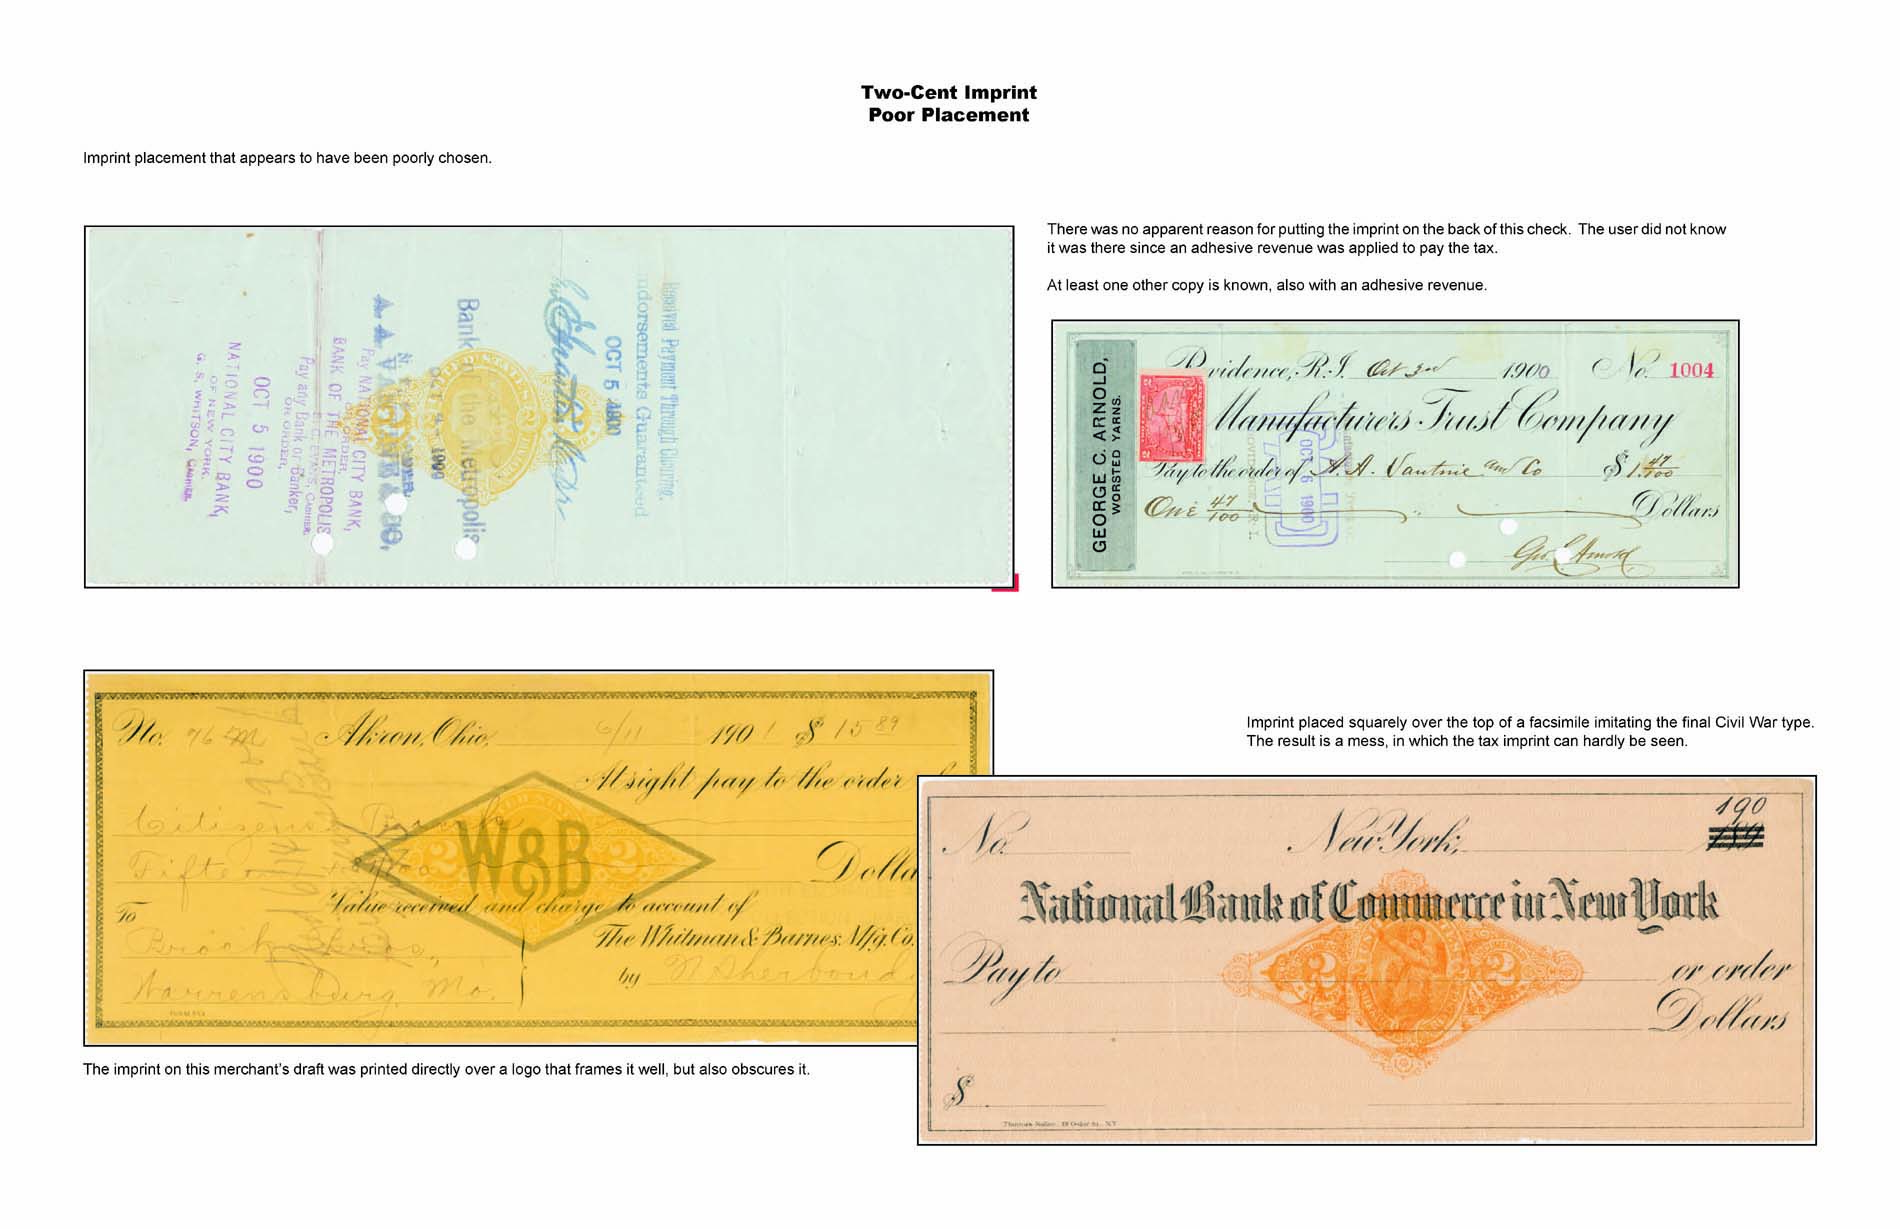 Two-Cent Imprint
Poor Placement
Imprint placement that appears to have been poorly chosen.
There was no apparent reason for putting the imprint on the back of this check. The user did not know
it was there since an adhesive revenue was applied to pay the tax.
At least one other copy is known, also with an adhesive revenue.
Received Payment Through Clearing.
Indorsements Guaranteed
OCT 5 1900
Bank of the Metropolis
OCT 4 1900
Pay NATIONAL CITY BANK,
OR ORDER,
BANK OF THE METROPOLIS
E. C. EVANS, CASHIER.
Pay any Bank or Banker,
OR ORDER,
OCT 5 1900
NATIONAL CITY BANK,
OF NEW YORK.
G. S. WHITSON, CASHIER.
GEORGE C. ARNOLD,
WORSTED YARNS.
Providence, R.I. Oct 3rd 1900 No. 1004
Manufacturers Trust Company
Pay to the order of A. A. Vantine and Co $ 1.47/100
One 47/100 Dollars
OCT 6 1900
Geo. C. Arnold
No. 76 M Akron, Ohio, 6/11 1901 $ 15 89
At sight pay to the order
Citizens Bank
Fifteen 89/100 Dolla
W&B
2 2
Value received and charge to account of
To The Whitman & Barnes Mfg. Co.
Brook Bros.,
by
Warrensburg, Mo.
The imprint on this merchant's draft was printed directly over a logo that frames it well, but also obscures it.
Imprint placed squarely over the top of a facsimile imitating the final Civil War type.
The result is a mess, in which the tax imprint can hardly be seen.
190
No. New York, 189
National Bank of Commerce in New York
Pay to or order
2 2
Dollars
$